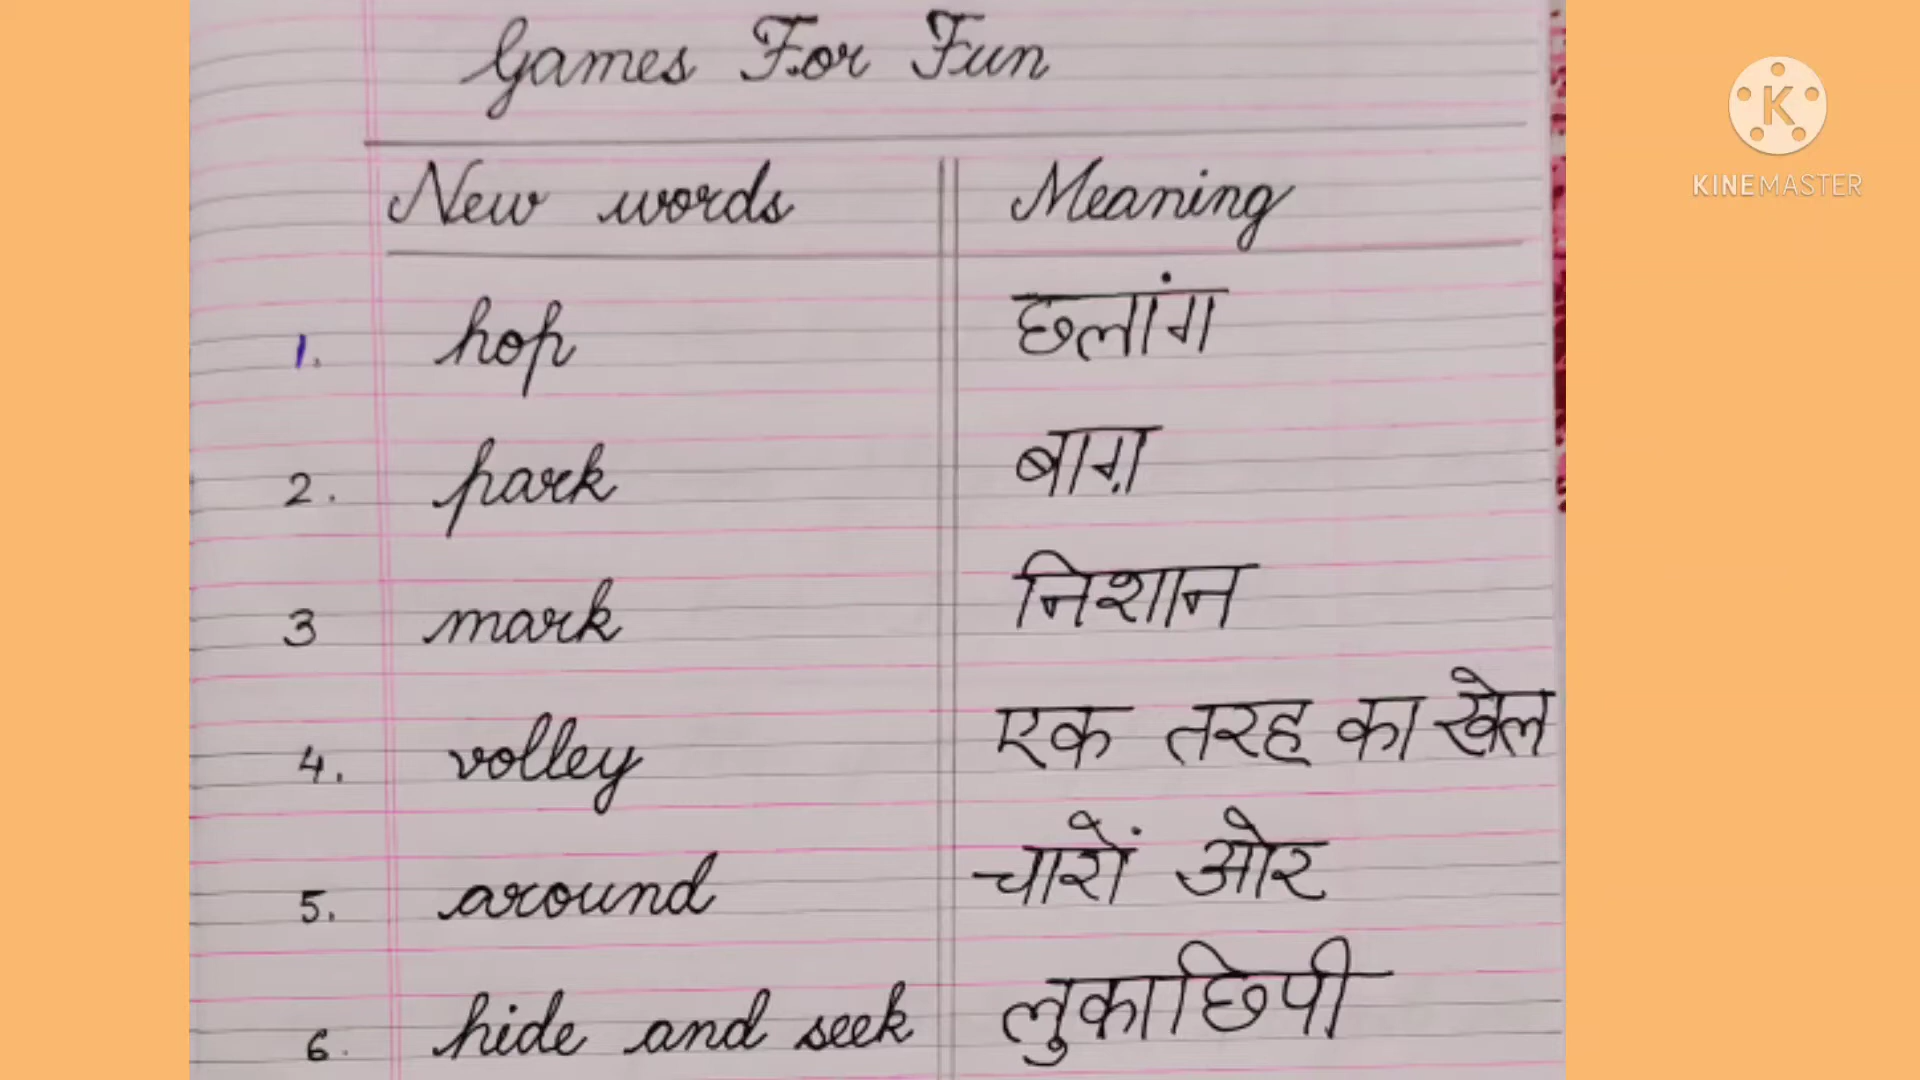 Games For Fun
New words Meaning
1. hop छलांग
2. park बाग़
3 mark निशान
4. volley एक तरह का खेल
5. around चारों ओर
6. hide and seek लुकाछिपी
K
KINEMASTER